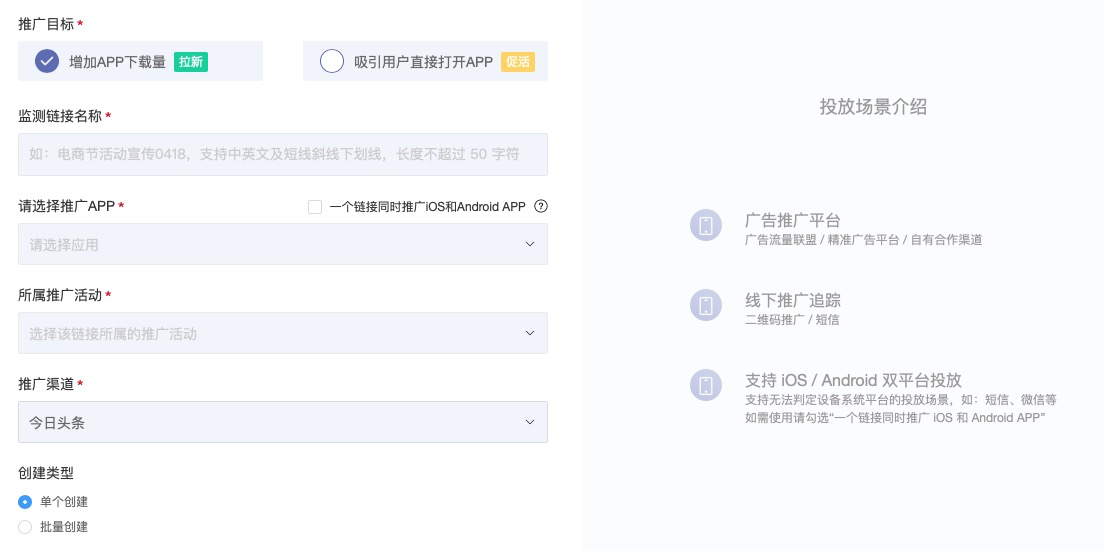 推广目标 *
增加APP下载量 拉新
吸引用户直接打开APP 促活
监测链接名称 *
如：电商节活动宣传0418，支持中英文及短线斜线下划线，长度不超过 50 字符
请选择推广APP *
一个链接同时推广iOS和Android APP ?
请选择应用
所属推广活动 *
选择该链接所属的推广活动
推广渠道 *
今日头条
创建类型
单个创建
批量创建
投放场景介绍
广告推广平台
广告流量联盟 / 精准广告平台 / 自有合作渠道
线下推广追踪
二维码推广 / 短信
支持 iOS / Android 双平台投放
支持无法判定设备系统平台的投放场景，如：短信、微信等
如需使用请勾选“一个链接同时推广 iOS 和 Android APP”